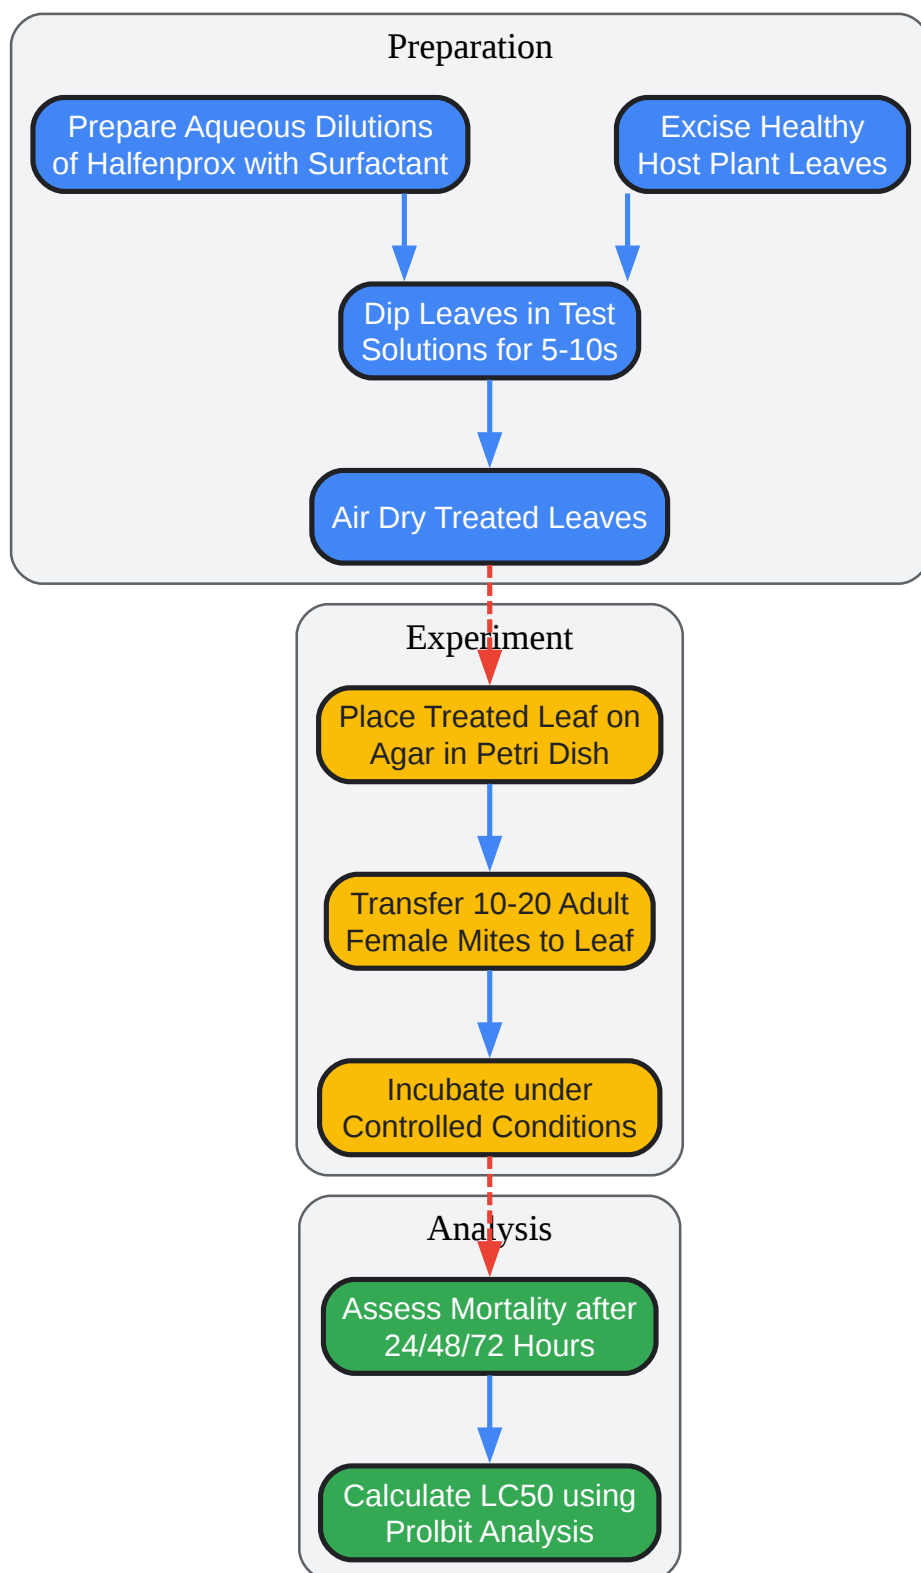 Preparation
Prepare Aqueous Dilutions
of Halfenprox with Surfactant
Excise Healthy
Host Plant Leaves
Dip Leaves in Test
Solutions for 5-10s
Air Dry Treated Leaves
Experiment
Place Treated Leaf on
Agar in Petri Dish
Transfer 10-20 Adult
Female Mites to Leaf
Incubate under
Controlled Conditions
Analysis
Assess Mortality after
24/48/72 Hours
Calculate LC50 using
Prolbit Analysis